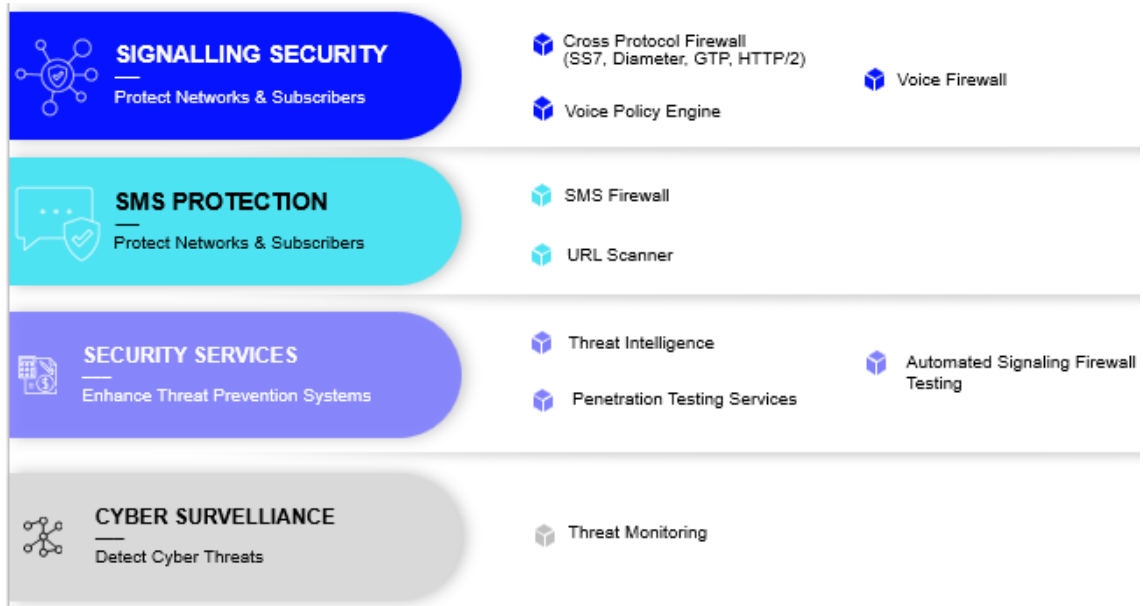 SIGNALLING SECURITY
Protect Networks & Subscribers
Cross Protocol Firewall
(SS7, Diameter, GTP, HTTP/2)
Voice Policy Engine
Voice Firewall
SMS PROTECTION
Protect Networks & Subscribers
SMS Firewall
URL Scanner
SECURITY SERVICES
Enhance Threat Prevention Systems
Threat Intelligence
Penetration Testing Services
Automated Signaling Firewall
Testing
CYBER SURVELLIANCE
Detect Cyber Threats
Threat Monitoring